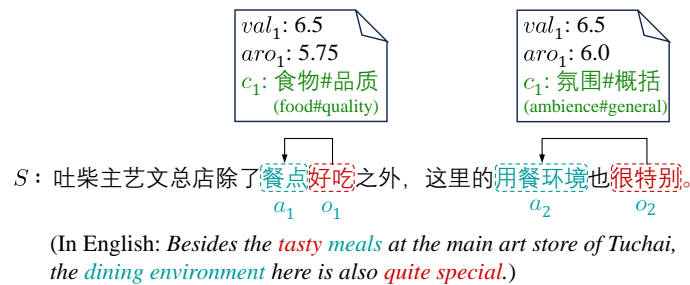 val1: 6.5
aro1: 5.75
c1: 食物#品质
(food#quality)
val1: 6.5
aro1: 6.0
c1: 氛围#概括
(ambience#general)
S: 吐柴主艺文总店除了餐点好吃之外，这里的用餐环境也很特别。
a1 o1 a2 o2
(In English: Besides the tasty meals at the main art store of Tuchai,
the dining environment here is also quite special.)